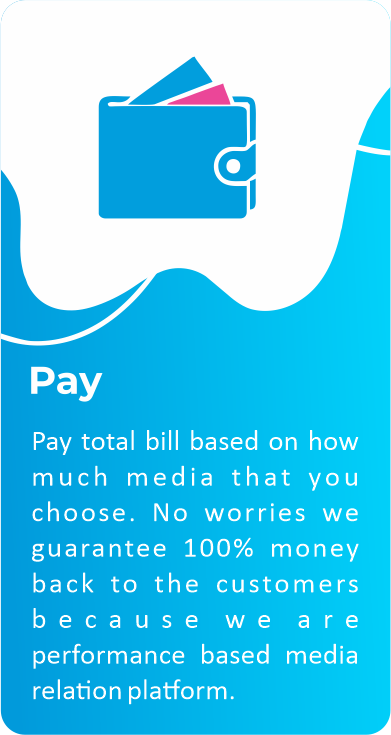 Pay
Pay total bill based on how
much media that you
choose. No worries we
guarantee 100% money
back to the customers
because we are
performance based media
relation platform.